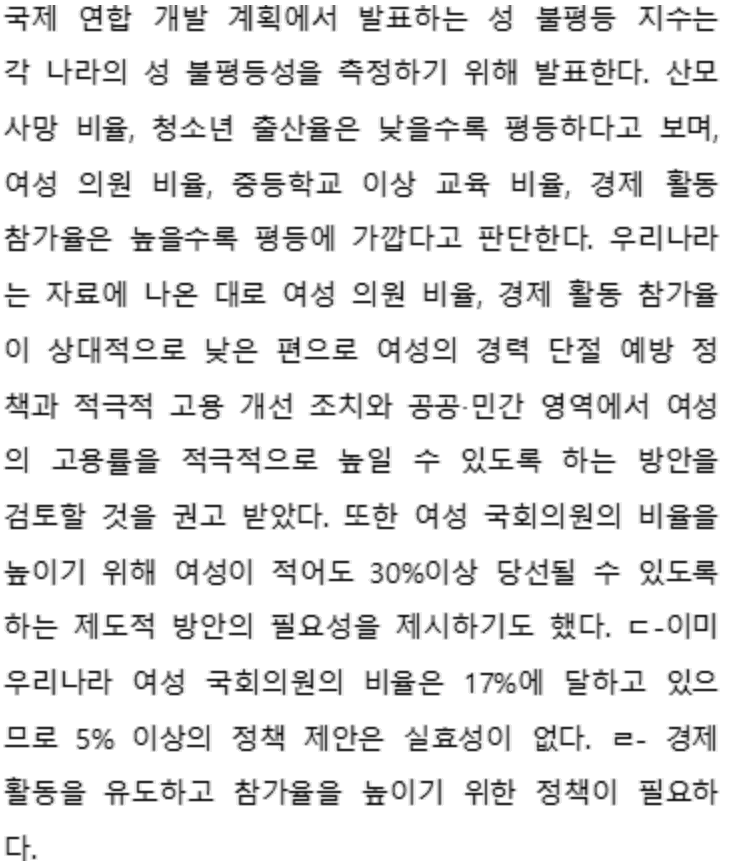 국제 연합 개발 계획에서 발표하는 성 불평등 지수는
각 나라의 성 불평등성을 측정하기 위해 발표한다. 산모
사망 비율, 청소년 출산율은 낮을수록 평등하다고 보며,
여성 의원 비율, 중등학교 이상 교육 비율, 경제 활동
참가율은 높을수록 평등에 가깝다고 판단한다. 우리나라
는 자료에 나온 대로 여성 의원 비율, 경제 활동 참가율
이 상대적으로 낮은 편으로 여성의 경력 단절 예방 정
책과 적극적 고용 개선 조치와 공공·민간 영역에서 여성
의 고용률을 적극적으로 높일 수 있도록 하는 방안을
검토할 것을 권고 받았다. 또한 여성 국회의원의 비율을
높이기 위해 여성이 적어도 30%이상 당선될 수 있도록
하는 제도적 방안의 필요성을 제시하기도 했다. ㄷ-이미
우리나라 여성 국회의원의 비율은 17%에 달하고 있으
므로 5% 이상의 정책 제안은 실효성이 없다. ㄹ- 경제
활동을 유도하고 참가율을 높이기 위한 정책이 필요하
다.